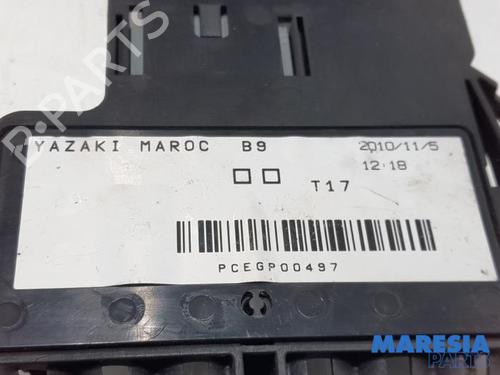 YAZAKI MAROC B9 2010/11/5
12:18
T17
PCEGP00497
D-PARTS
MARESIA
PARTS